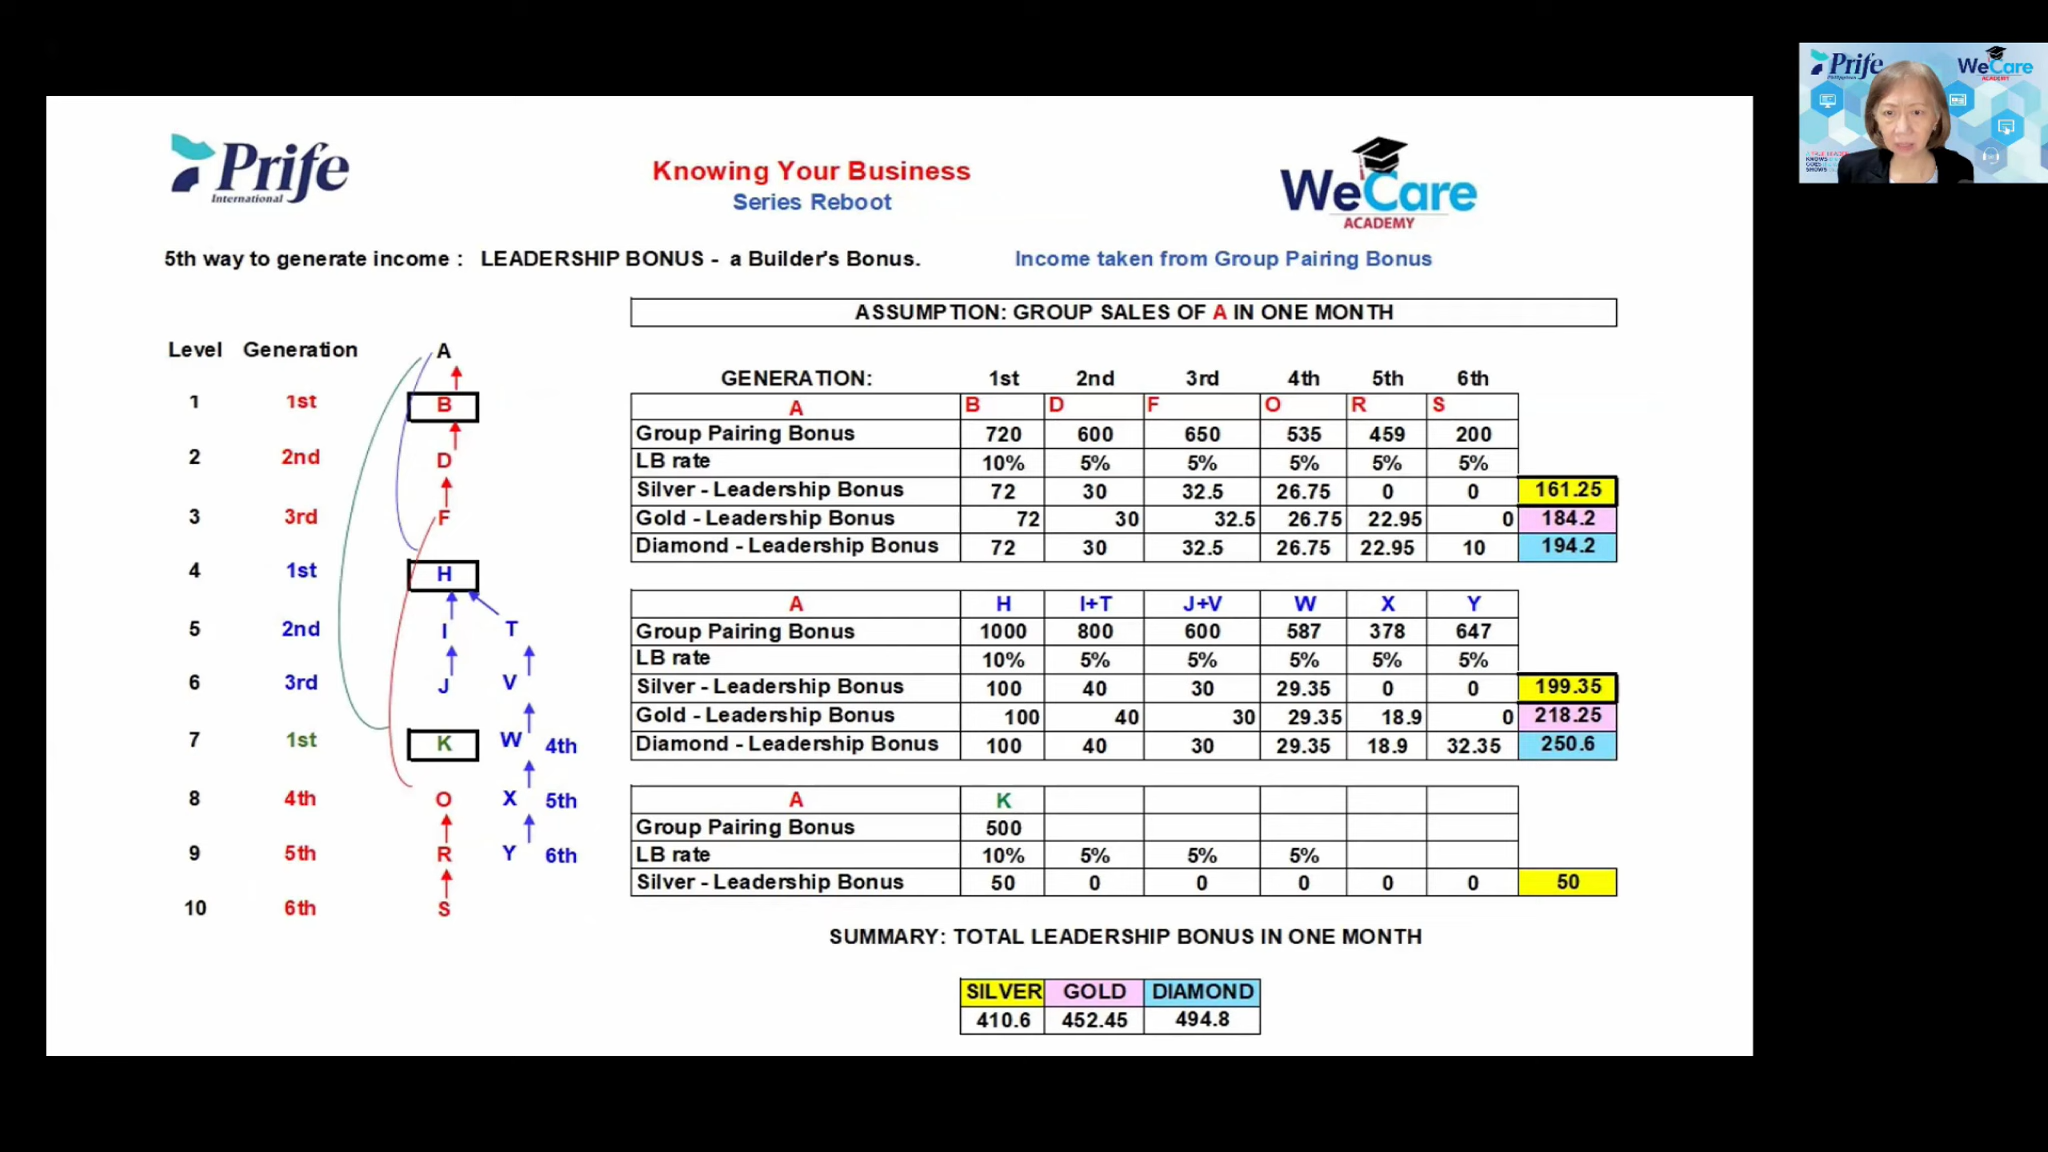 Prife
International
Knowing Your Business
Series Reboot
WeCare
ACADEMY
5th way to generate income : LEADERSHIP BONUS - a Builder's Bonus. Income taken from Group Pairing Bonus
ASSUMPTION: GROUP SALES OF A IN ONE MONTH
Level Generation A
1 1st B
2 2nd D
3 3rd F
4 1st H
5 2nd I T
6 3rd J V
7 1st K W 4th
8 4th O X 5th
9 5th R Y 6th
10 6th S
GENERATION: 1st 2nd 3rd 4th 5th 6th
A B D F O R S
Group Pairing Bonus 720 600 650 535 459 200
LB rate 10% 5% 5% 5% 5% 5%
Silver - Leadership Bonus 72 30 32.5 26.75 0 0 161.25
Gold - Leadership Bonus 72 30 32.5 26.75 22.95 0 184.2
Diamond - Leadership Bonus 72 30 32.5 26.75 22.95 10 194.2
A H I+T J+V W X Y
Group Pairing Bonus 1000 800 600 587 378 647
LB rate 10% 5% 5% 5% 5% 5%
Silver - Leadership Bonus 100 40 30 29.35 0 0 199.35
Gold - Leadership Bonus 100 40 30 29.35 18.9 0 218.25
Diamond - Leadership Bonus 100 40 30 29.35 18.9 32.35 250.6
A K
Group Pairing Bonus 500
LB rate 10% 5% 5% 5%
Silver - Leadership Bonus 50 0 0 0 0 0 50
SUMMARY: TOTAL LEADERSHIP BONUS IN ONE MONTH
SILVER GOLD DIAMOND
410.6 452.45 494.8
Prife
WeCare
ACADEMY
KNOWS
GOES
SHOWS